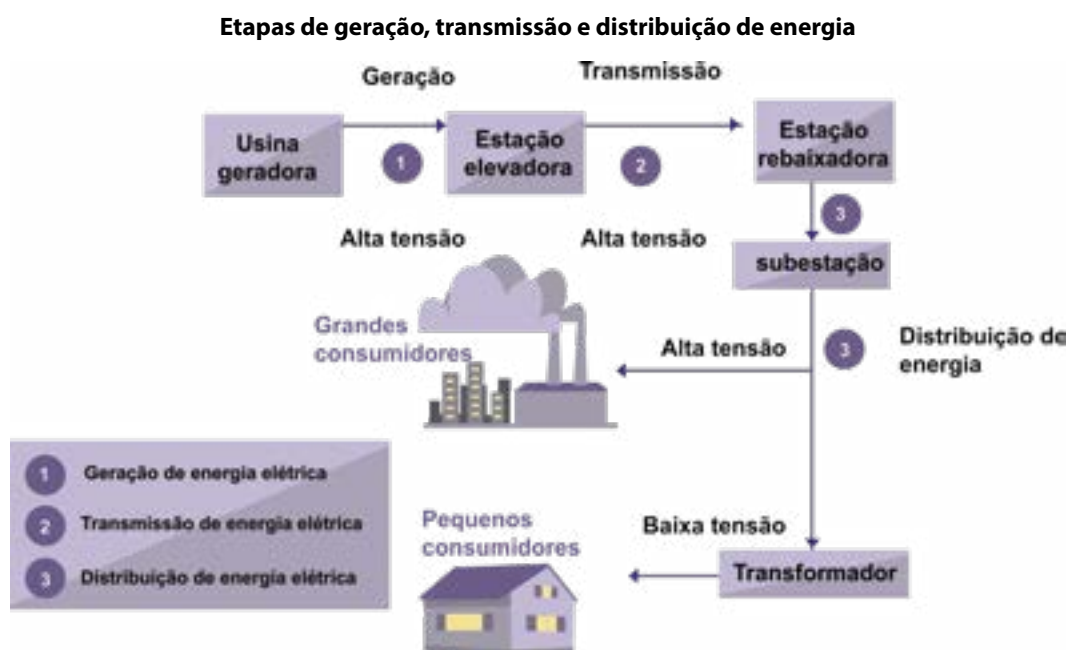 Etapas de geração, transmissão e distribuição de energia
Geração
Transmissão
Usina
geradora
1
Estação
elevadora
2
Estação
rebaixadora
3
Alta tensão
Alta tensão
subestação
Grandes
consumidores
Alta tensão
3
Distribuição de
energia
1 Geração de energia elétrica
2 Transmissão de energia elétrica
3 Distribuição de energia elétrica
Pequenos
consumidores
Baixa tensão
Transformador